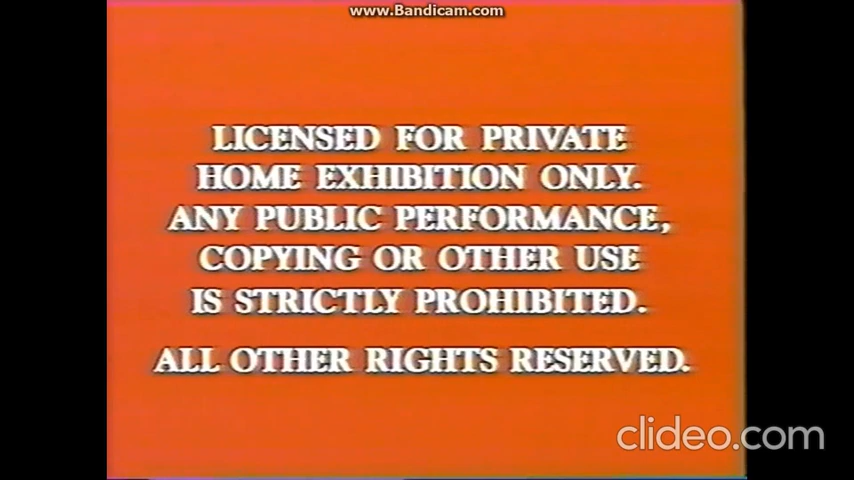 www.Bandicam.com
LICENSED FOR PRIVATE
HOME EXHIBITION ONLY.
ANY PUBLIC PERFORMANCE,
COPYING OR OTHER USE
IS STRICTLY PROHIBITED.
ALL OTHER RIGHTS RESERVED.
clideo.com